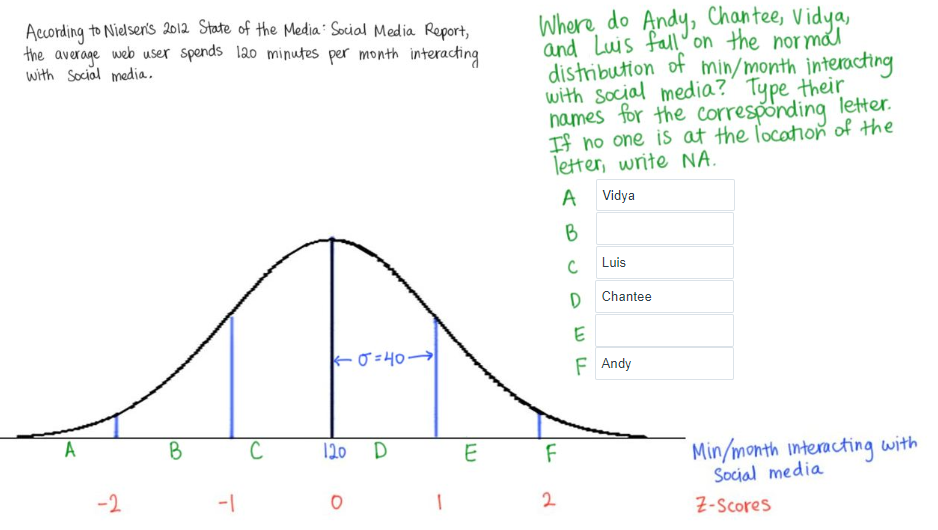 According to Nielsen's 2012 State of the Media: Social Media Report,
the average web user spends 120 minutes per month interacting
with social media.
Where do Andy, Chantee, Vidya,
and Luis fall on the normal
distribution of min/month interacting
with social media? Type their
names for the corresponding letter.
If no one is at the location of the
letter, write NA.
A Vidya
B
C Luis
D Chantee
E
F Andy
σ=40
A B C 120 D E F
Min/month interacting with
Social media
-2 -1 0 1 2 Z-Scores